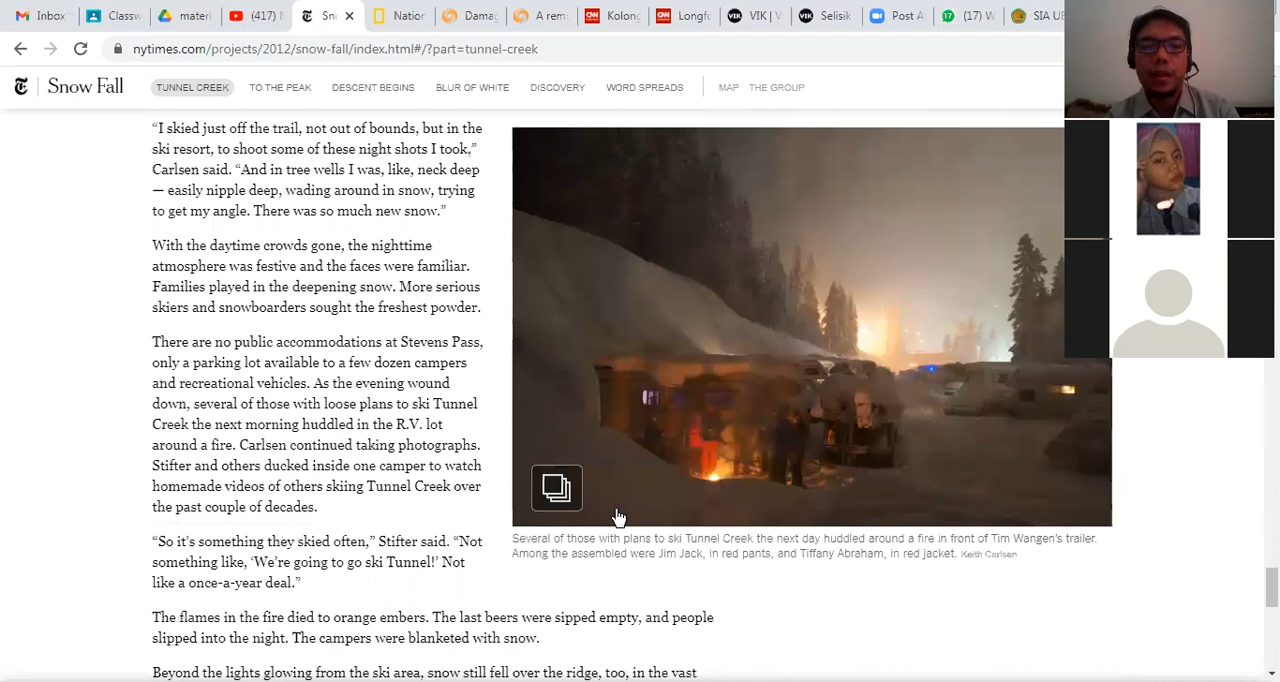 Inbox
Classw
materi
(417) N
Sn
Natior
Damag
A rem
Kolong
Longfo
VIK | V
Selisik
Post A
(17) W
SIA UB
nytimes.com/projects/2012/snow-fall/index.html#/?part=tunnel-creek
Snow Fall
TUNNEL CREEK
TO THE PEAK
DESCENT BEGINS
BLUR OF WHITE
DISCOVERY
WORD SPREADS
MAP
THE GROUP
“I skied just off the trail, not out of bounds, but in the
ski resort, to shoot some of these night shots I took,”
Carlsen said. “And in tree wells I was, like, neck deep
— easily nipple deep, wading around in snow, trying
to get my angle. There was so much new snow.”
With the daytime crowds gone, the nighttime
atmosphere was festive and the faces were familiar.
Families played in the deepening snow. More serious
skiers and snowboarders sought the freshest powder.
There are no public accommodations at Stevens Pass,
only a parking lot available to a few dozen campers
and recreational vehicles. As the evening wound
down, several of those with loose plans to ski Tunnel
Creek the next morning huddled in the R.V. lot
around a fire. Carlsen continued taking photographs.
Stifter and others ducked inside one camper to watch
homemade videos of others skiing Tunnel Creek over
the past couple of decades.
“So it’s something they skied often,” Stifter said. “Not
something like, ‘We’re going to go ski Tunnel!’ Not
like a once-a-year deal.”
The flames in the fire died to orange embers. The last beers were sipped empty, and people
slipped into the night. The campers were blanketed with snow.
Beyond the lights glowing from the ski area, snow still fell over the ridge, too, in the vast
Several of those with plans to ski Tunnel Creek the next day huddled around a fire in front of Tim Wangen’s trailer.
Among the assembled were Jim Jack, in red pants, and Tiffany Abraham, in red jacket. Keith Carlsen